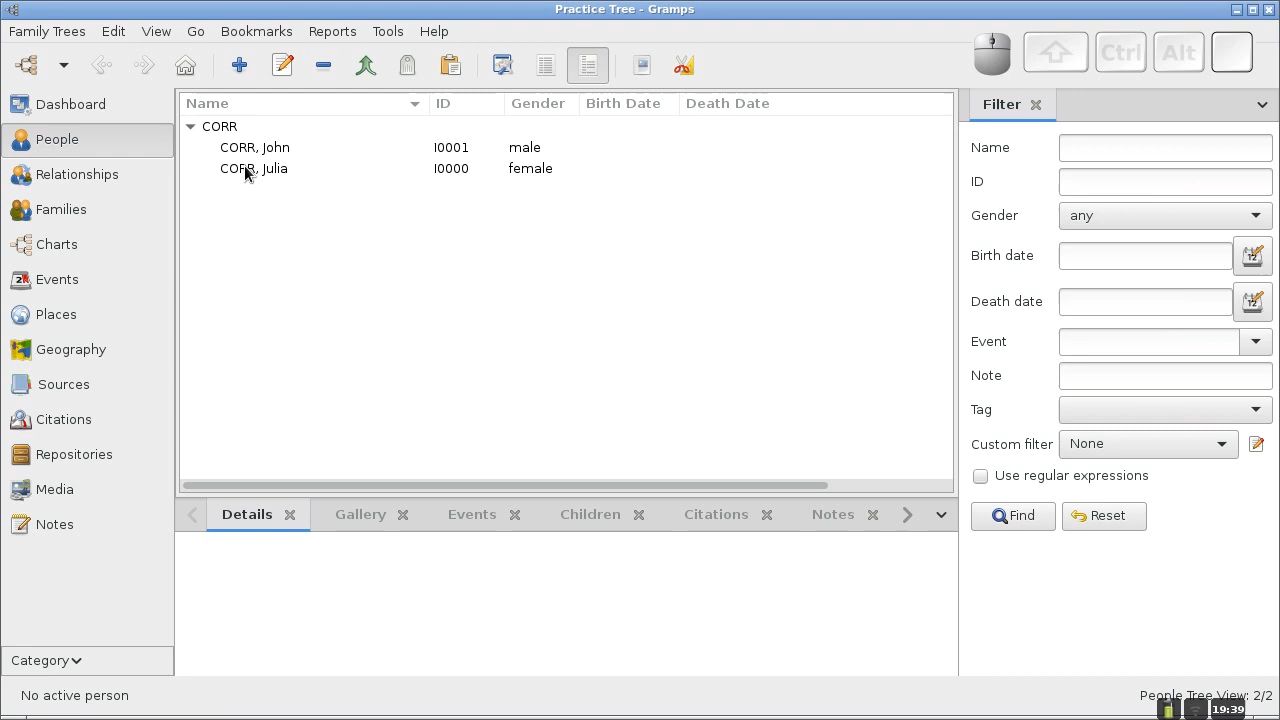 Practice Tree - Gramps
Family Trees Edit View Go Bookmarks Reports Tools Help
Ctrl Alt
Dashboard
People
Relationships
Families
Charts
Events
Places
Geography
Sources
Citations
Repositories
Media
Notes
Category
Name ID Gender Birth Date Death Date
CORR
CORR, John I0001 male
CORR, Julia I0000 female
Details Gallery Events Children Citations Notes
Filter
Name
ID
Gender any
Birth date
Death date
Event
Note
Tag
Custom filter None
Use regular expressions
Find Reset
No active person
People Tree View: 2/2
19:39